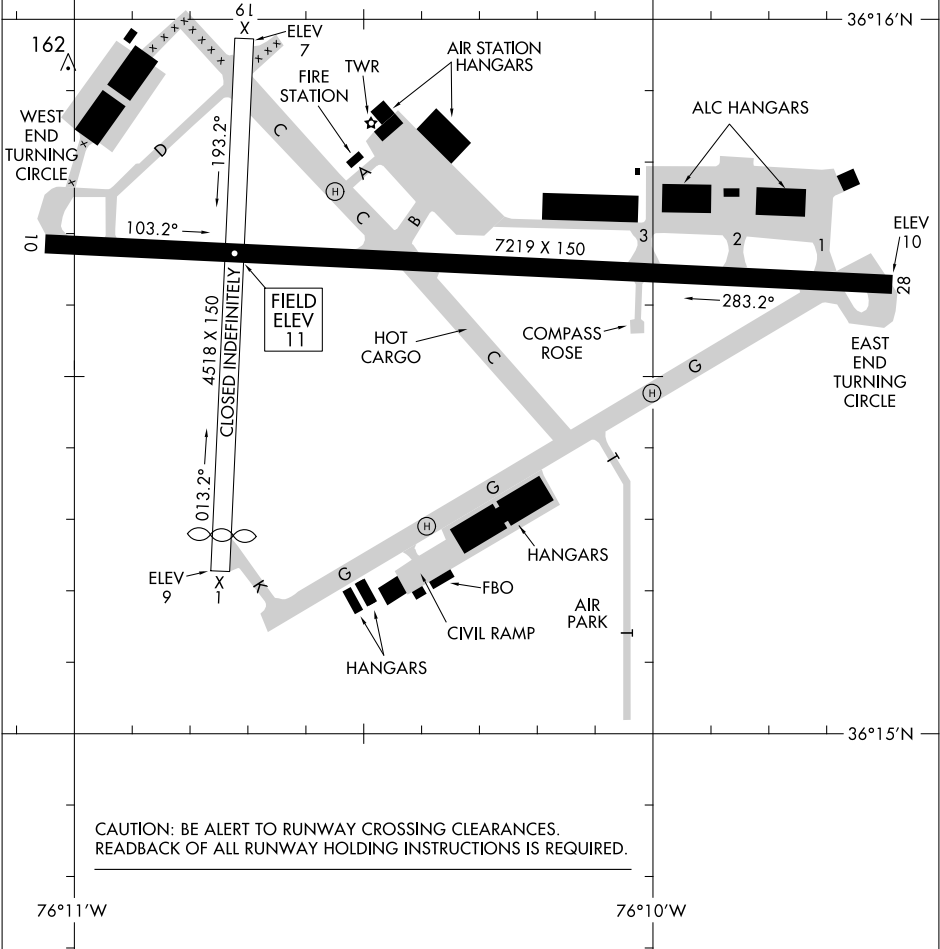 19
X
ELEV
7
36°16'N
162
AIR STATION
HANGARS
TWR
FIRE
STATION
ALC HANGARS
WEST
END
TURNING
CIRCLE
D
193.2°
C
A
H
C
B
103.2°
10
7219 X 150
3
2
1
ELEV
10
28
283.2°
FIELD
ELEV
11
4518 X 150
CLOSED INDEFINITELY
HOT
CARGO
COMPASS
ROSE
C
G
EAST
END
TURNING
CIRCLE
H
013.2°
T
G
H
HANGARS
ELEV
9
X
1
K
G
FBO
AIR
PARK
CIVIL RAMP
T
HANGARS
36°15'N
CAUTION: BE ALERT TO RUNWAY CROSSING CLEARANCES.
READBACK OF ALL RUNWAY HOLDING INSTRUCTIONS IS REQUIRED.
76°11'W
76°10'W